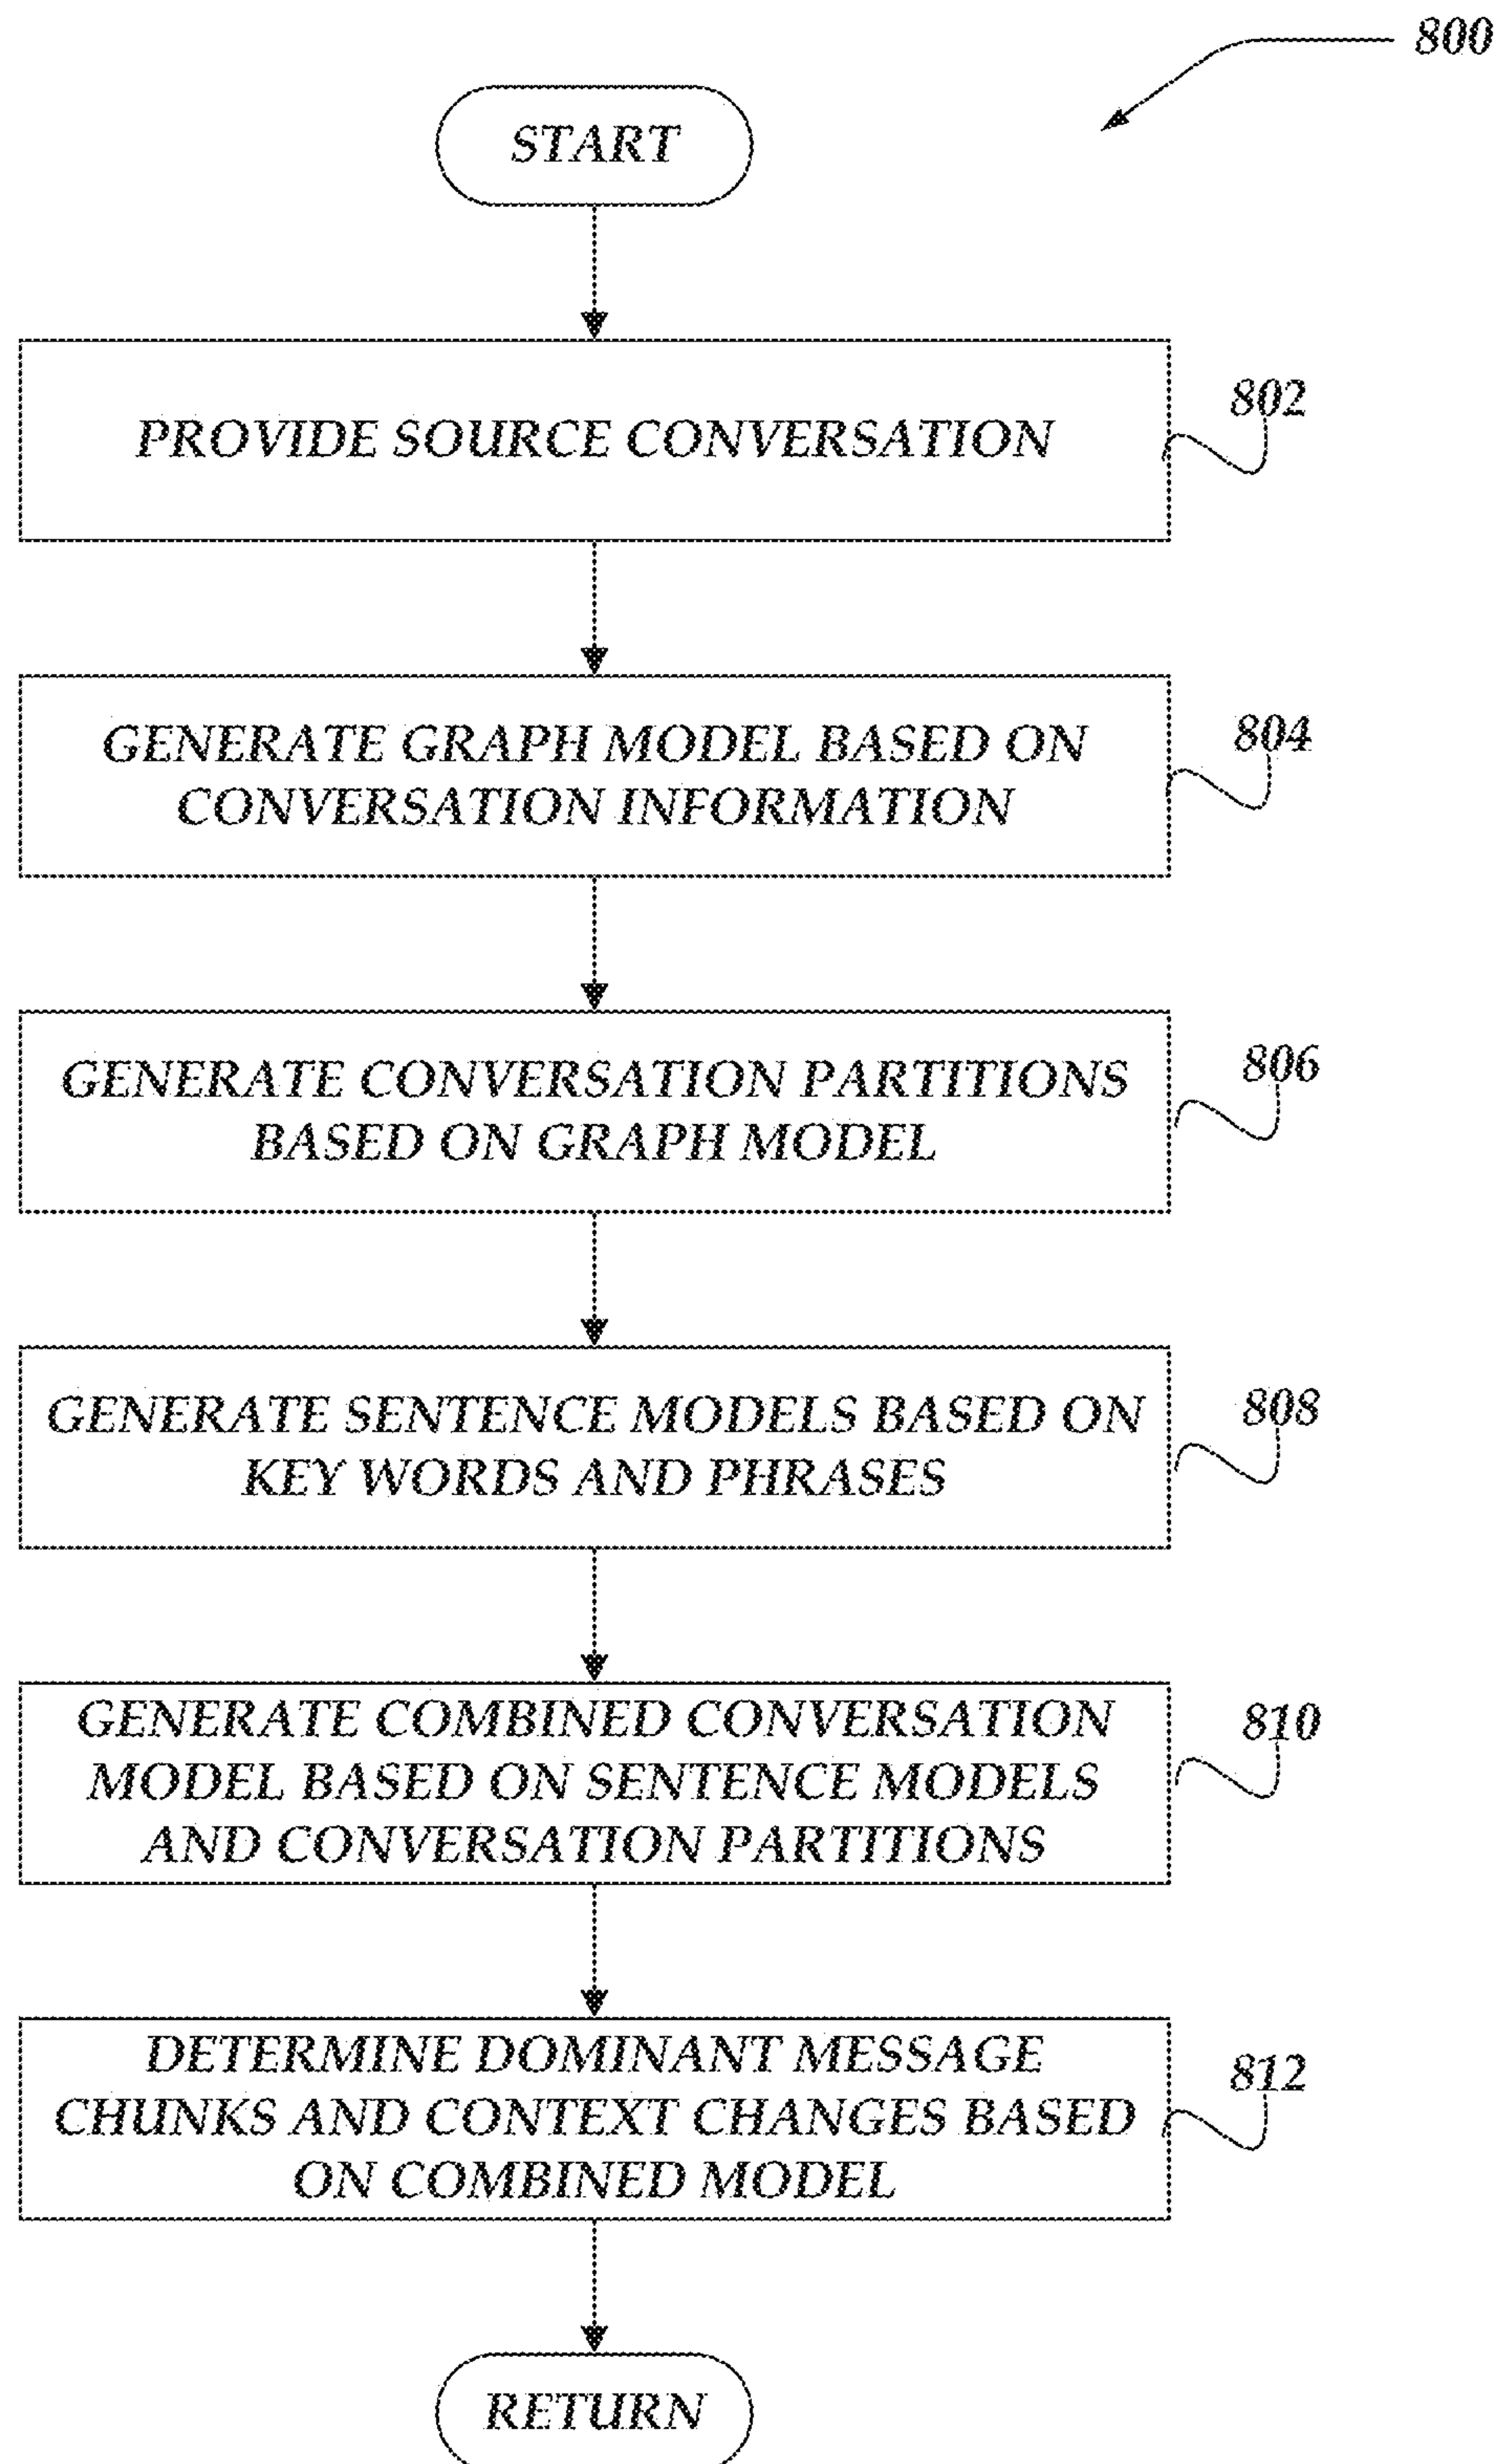 800
START
PROVIDE SOURCE CONVERSATION
802
GENERATE GRAPH MODEL BASED ON
CONVERSATION INFORMATION
804
GENERATE CONVERSATION PARTITIONS
BASED ON GRAPH MODEL
806
GENERATE SENTENCE MODELS BASED ON
KEY WORDS AND PHRASES
808
GENERATE COMBINED CONVERSATION
MODEL BASED ON SENTENCE MODELS
AND CONVERSATION PARTITIONS
810
DETERMINE DOMINANT MESSAGE
CHUNKS AND CONTEXT CHANGES BASED
ON COMBINED MODEL
812
RETURN